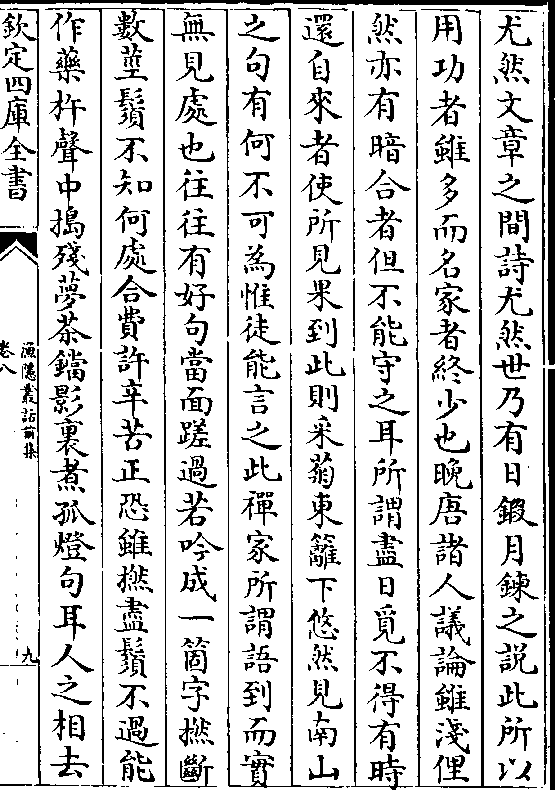 尤然文章之間詩尤然世乃有日鍜月鍊之説此所以
用功者雖多而名家者終少也晚唐諸人議論雖淺俚
然亦有暗合者但不能守之耳所謂盡日覓不得有時
還自來者使所見果到此則采菊東籬下悠然見南山
之句有何不可為惟徒能言之此禪家所謂語到而實
無見處也往往有好句當面蹉過若吟成一箇字撚斷
數莖鬚不知何處合費許辛苦正恐雖撚盡鬚不過能
作藥杵聲中搗殘夢茶鐺影裏煮孤燈句耳人之相去
欽定四庫全書
漁隱叢話前集
卷八
九